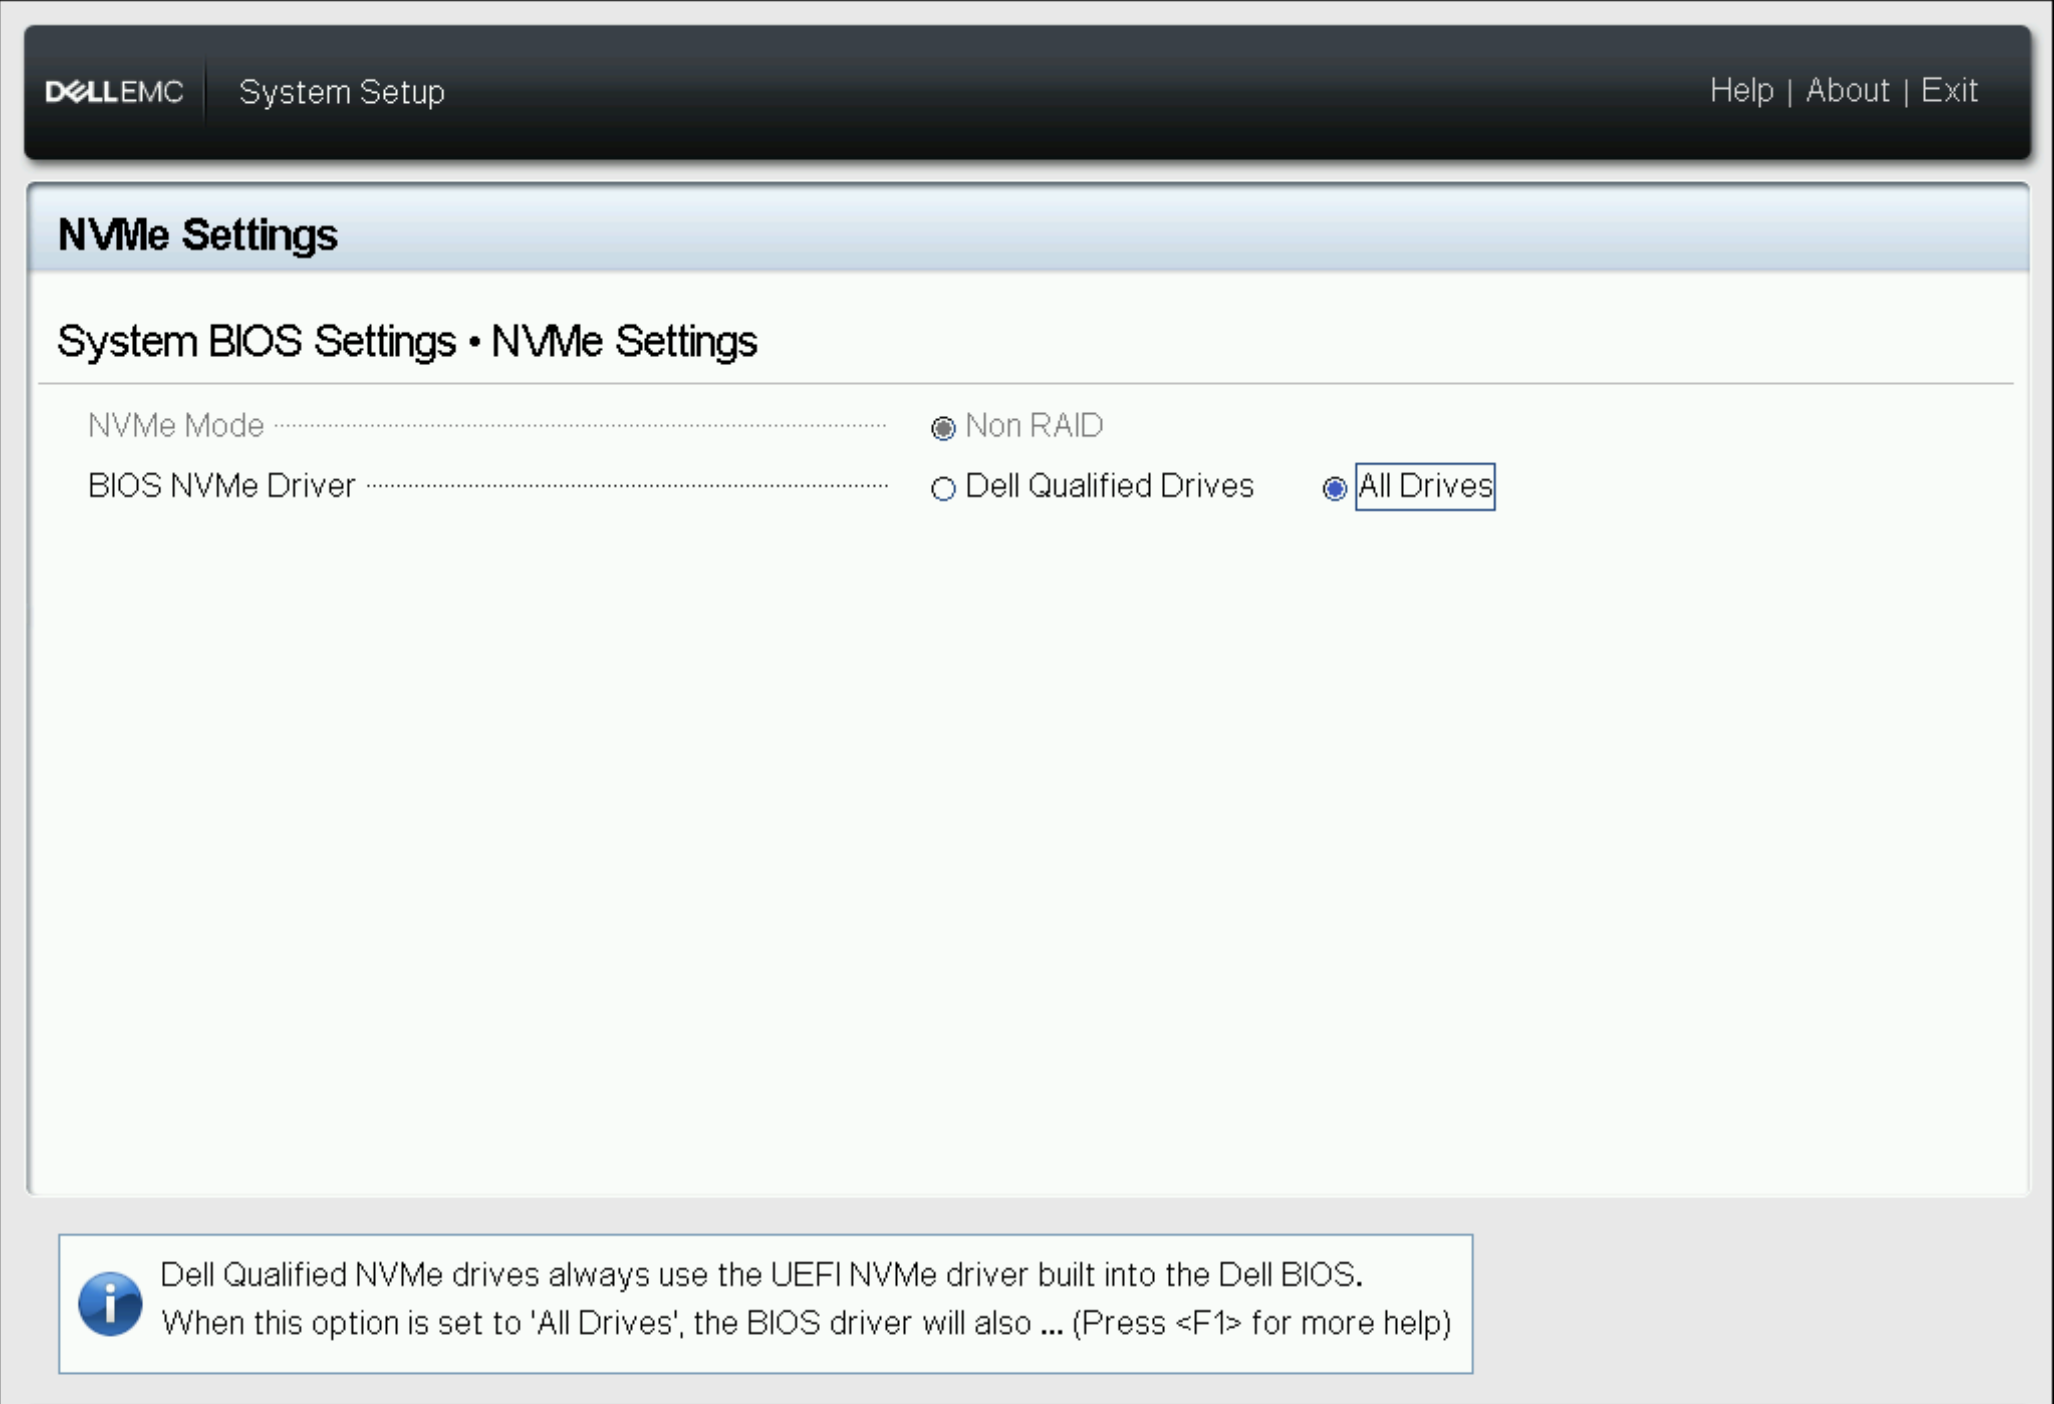 DELLEMC System Setup Help | About | Exit
NVMe Settings
System BIOS Settings • NVMe Settings
NVMe Mode Non RAID
BIOS NVMe Driver Dell Qualified Drives All Drives
Dell Qualified NVMe drives always use the UEFI NVMe driver built into the Dell BIOS.
When this option is set to 'All Drives', the BIOS driver will also ... (Press <F1> for more help)